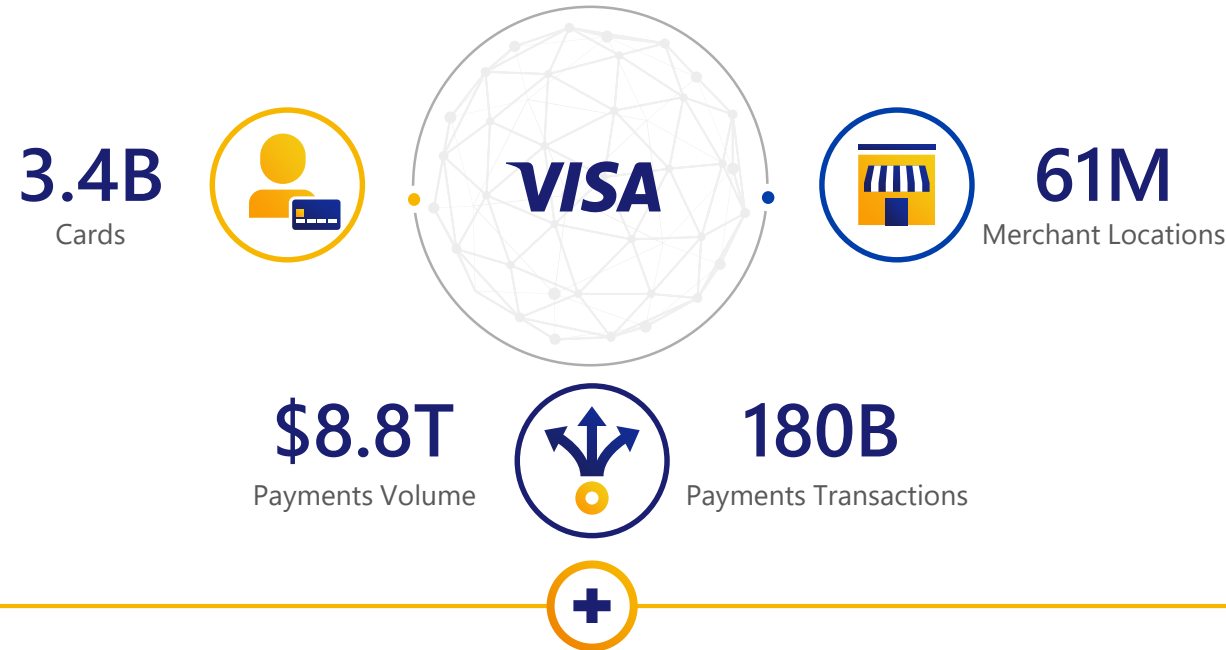 VISA
3.4B
Cards
61M
Merchant Locations
$8.8T
Payments Volume
180B
Payments Transactions